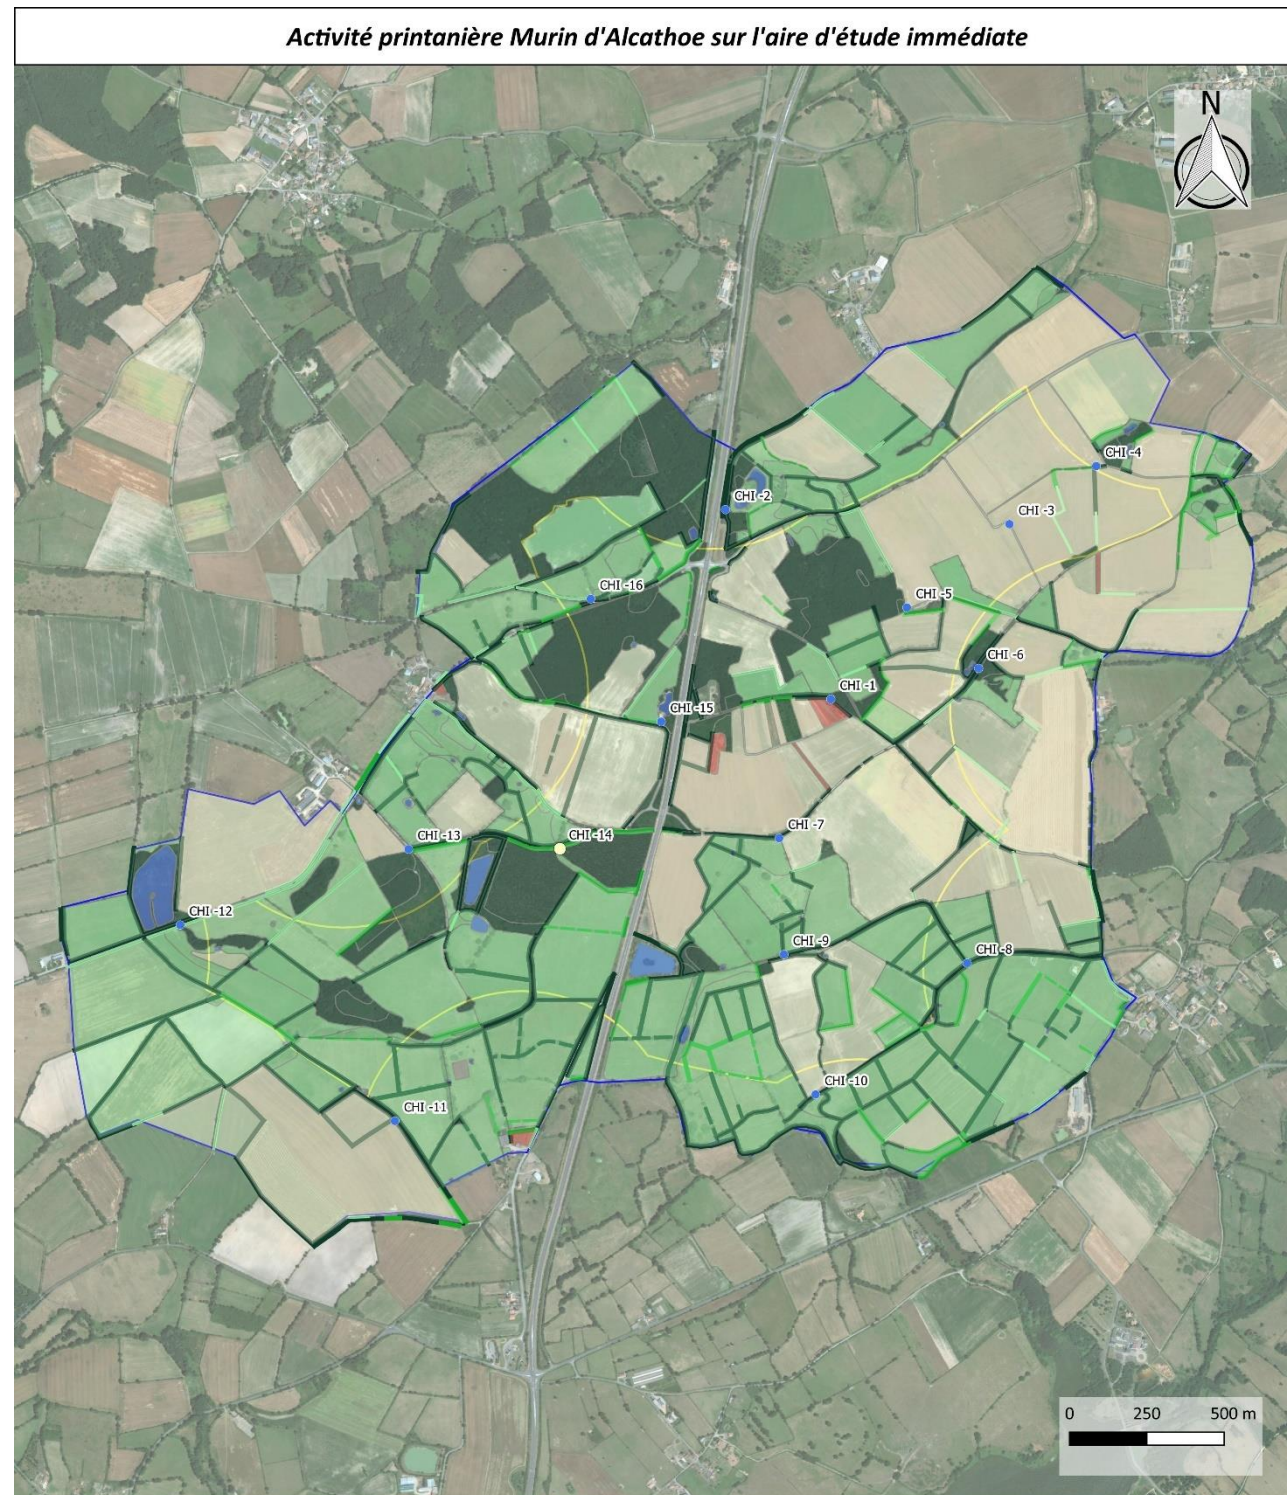 Activité printanière Murin d'Alcathoe sur l'aire d'étude immédiate
N
CHI -4
CHI -2
CHI -3
CHI -16
CHI -5
CHI -6
CHI -1
CHI -15
CHI -7
CHI -13
CHI -14
CHI -12
CHI -9
CHI -8
CHI -10
CHI -11
0 250 500 m